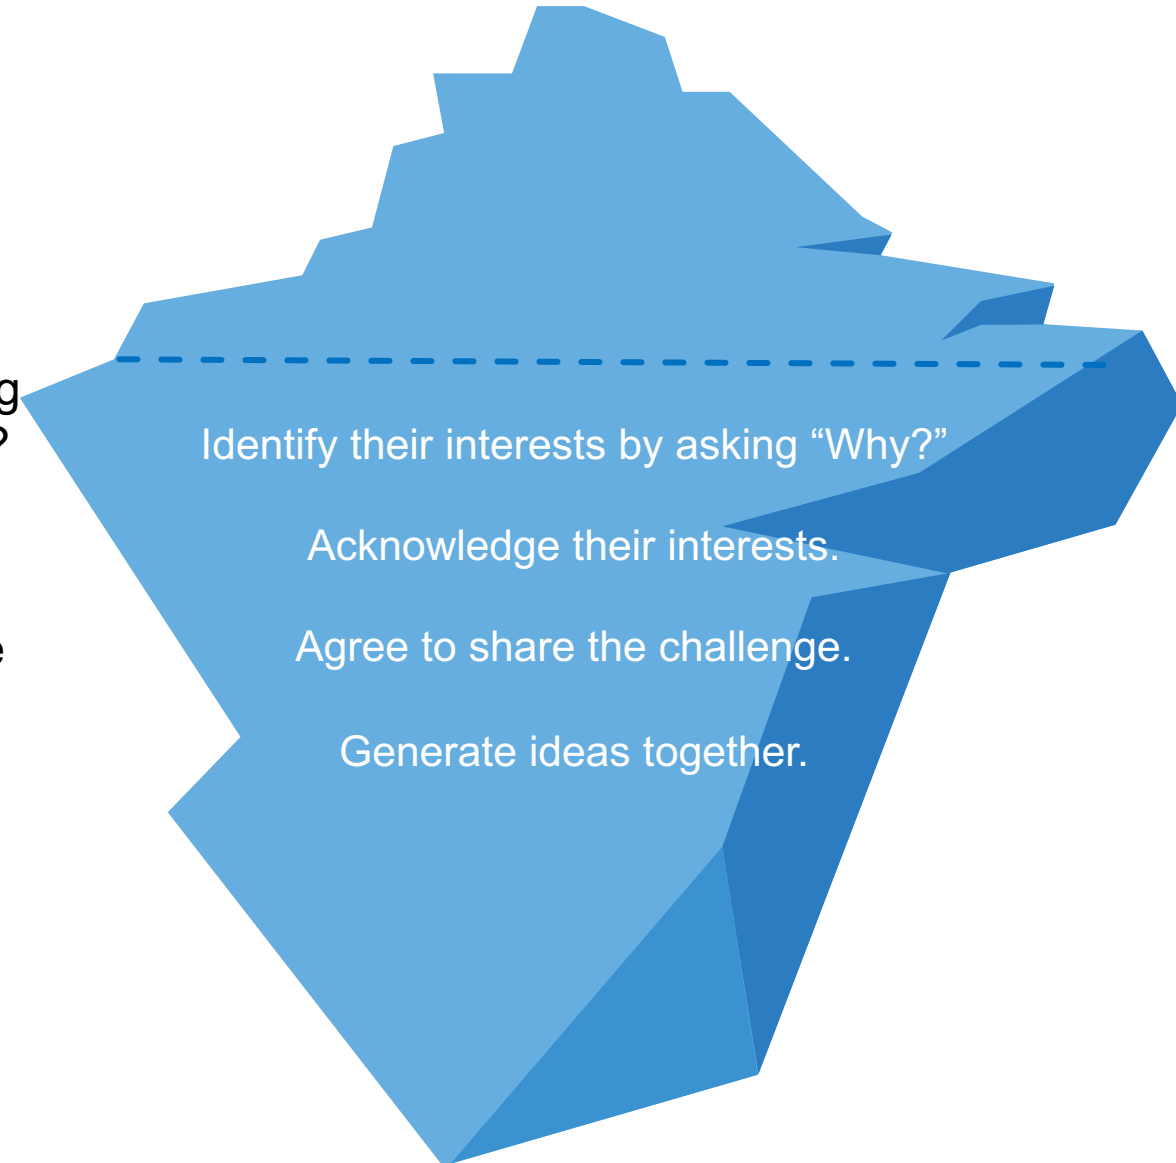 g
?
Identify their interests by asking “Why?”
Acknowledge their interests.
e
Agree to share the challenge.
Generate ideas together.